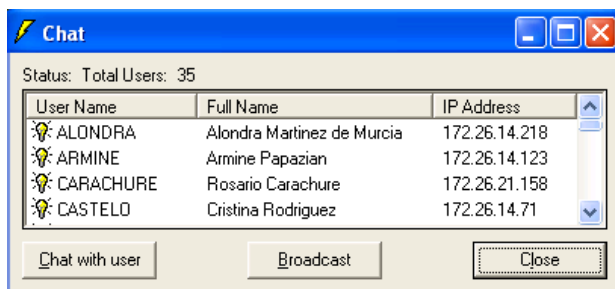 Chat
Status: Total Users: 35
User Name Full Name IP Address
ALONDRA Alondra Martinez de Murcia 172.26.14.218
ARMINE Armine Papazian 172.26.14.123
CARACHURE Rosario Carachure 172.26.21.158
CASTELO Cristina Rodriguez 172.26.14.71
Chat with user Broadcast Close